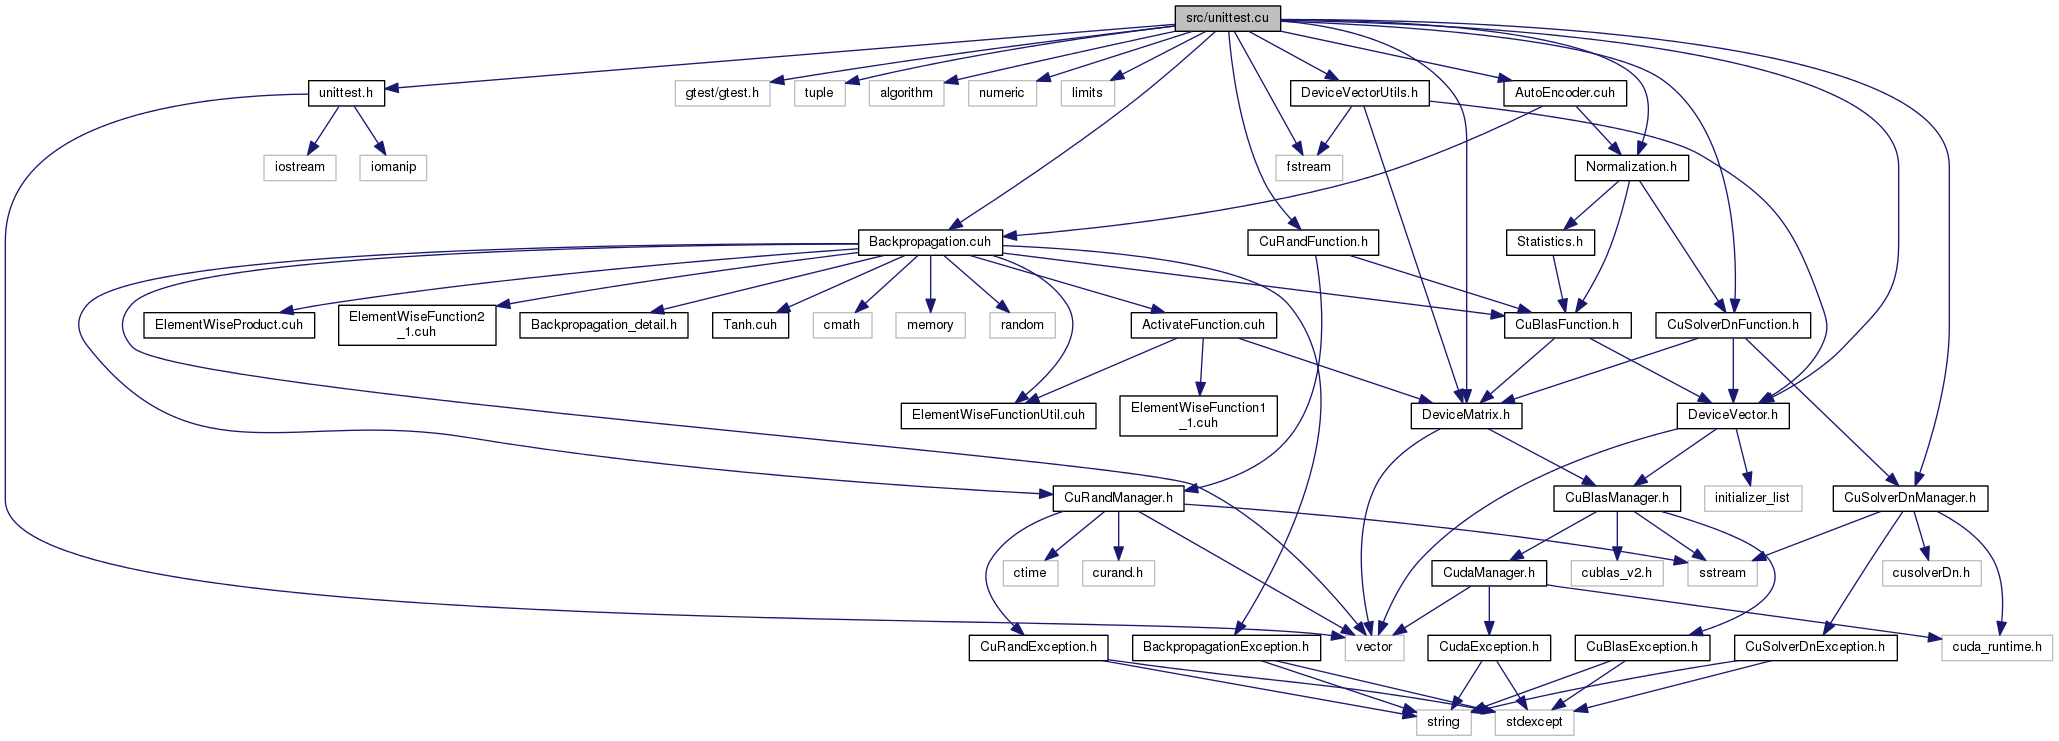 src/unittest.cu
unittest.h
gtest/gtest.h
tuple
algorithm
numeric
limits
DeviceVectorUtils.h
AutoEncoder.cuh
iostream
iomanip
fstream
Normalization.h
Backpropagation.cuh
CuRandFunction.h
Statistics.h
ElementWiseProduct.cuh
ElementWiseFunction2
_1.cuh
Backpropagation_detail.h
Tanh.cuh
cmath
memory
random
ActivateFunction.cuh
CuBlasFunction.h
CuSolverDnFunction.h
ElementWiseFunctionUtil.cuh
ElementWiseFunction1
_1.cuh
DeviceMatrix.h
DeviceVector.h
CuRandManager.h
CuBlasManager.h
initializer_list
CuSolverDnManager.h
ctime
curand.h
CudaManager.h
cublas_v2.h
sstream
cusolverDn.h
CuRandException.h
BackpropagationException.h
vector
CudaException.h
CuBlasException.h
CuSolverDnException.h
cuda_runtime.h
string
stdexcept